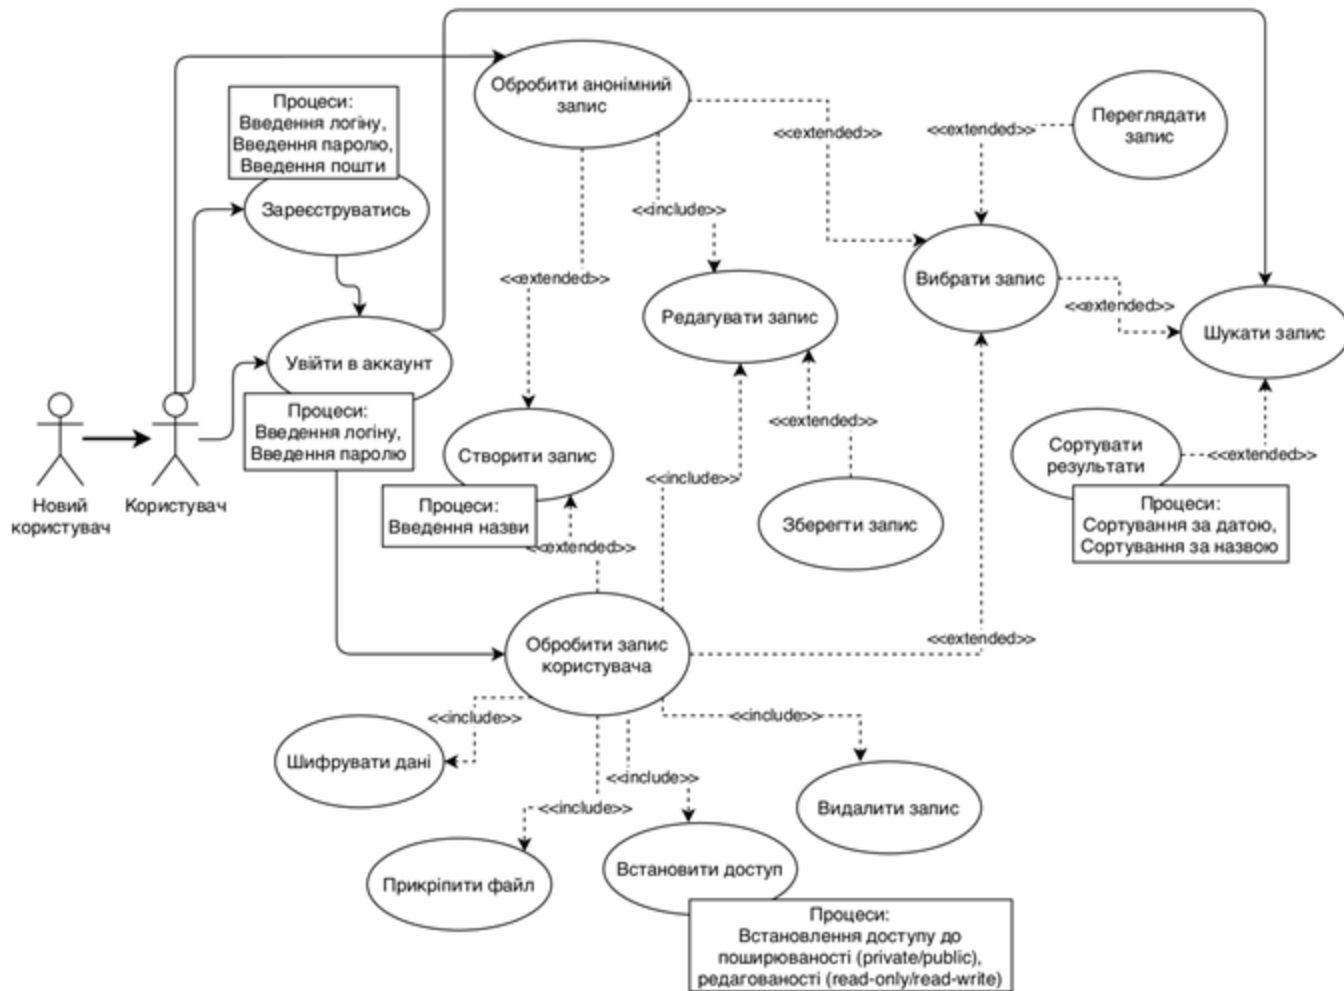 Обробити анонімний
запис
Процеси:
Введення логіну,
Введення паролю,
Введення пошти
<<extended>>
Переглядати
запис
<<extended>>
Зареєструватись
<<include>>
<<extended>>
Вибрати запис
<<extended>>
Редагувати запис
Шукати запис
Увійти в аккаунт
Процеси:
Введення логіну,
Введення паролю
<<extended>>
Створити запис
Сортувати
результати
<<extended>>
<<include>>
Новий
користувач
Користувач
Процеси:
Введення назви
Процеси:
Сортування за датою,
Сортування за назвою
Зберегти запис
<<extended>>
Обробити запис
користувача
<<extended>>
<<include>>
<<include>>
Шифрувати дані
<<include>>
<<include>>
Видалити запис
Прикріпити файл
Встановити доступ
Процеси:
Встановлення доступу до
поширюваності (private/public),
редагованості (read-only/read-write)